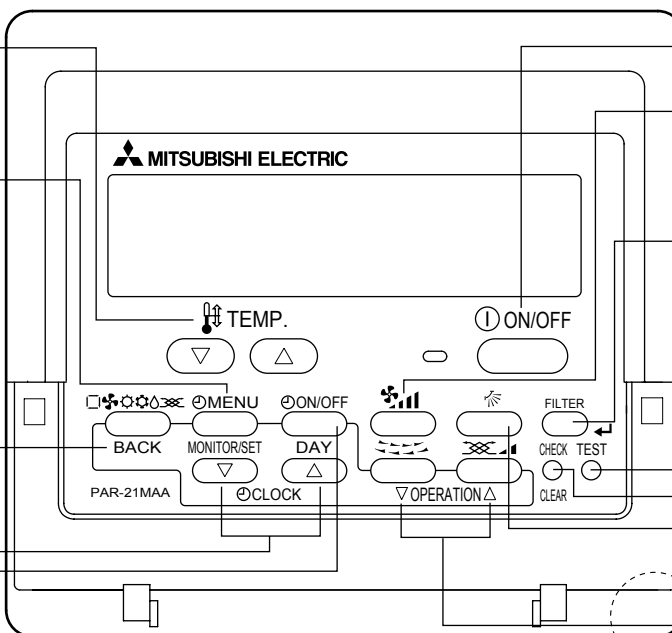 MITSUBISHI ELECTRIC
TEMP.
ON/OFF
MENU
ON/OFF
FILTER
BACK
MONITOR/SET
DAY
CHECK
TEST
PAR-21MAA
CLOCK
OPERATION
CLEAR